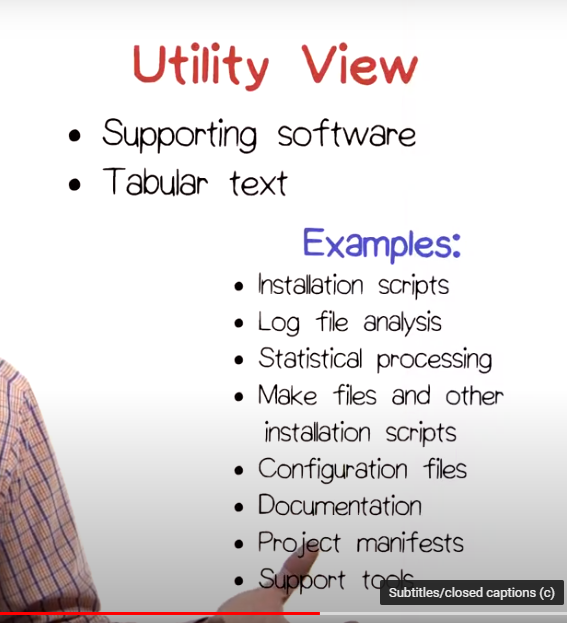 Utility View
• Supporting software
• Tabular text
Examples:
• Installation scripts
• Log file analysis
• Statistical processing
• Make files and other
installation scripts
• Configuration files
• Documentation
• Project manifests
• Support tools
Subtitles/closed captions (c)